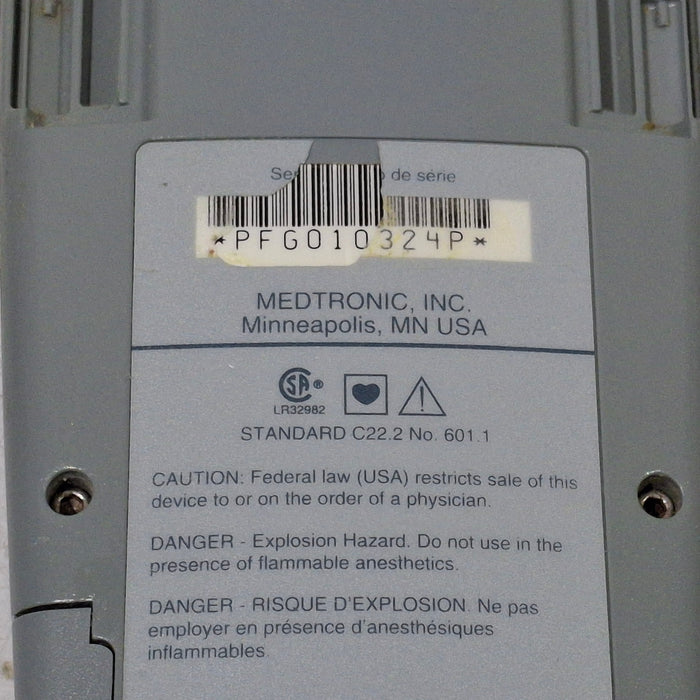 de série
*PFG010324P*
MEDTRONIC, INC.
Minneapolis, MN USA
SA ®
LR32982
STANDARD C22.2 No. 601.1
CAUTION: Federal law (USA) restricts sale of this
device to or on the order of a physician.
DANGER - Explosion Hazard. Do not use in the
presence of flammable anesthetics.
DANGER - RISQUE D'EXPLOSION. Ne pas
employer en présence d'anesthésiques
inflammables.